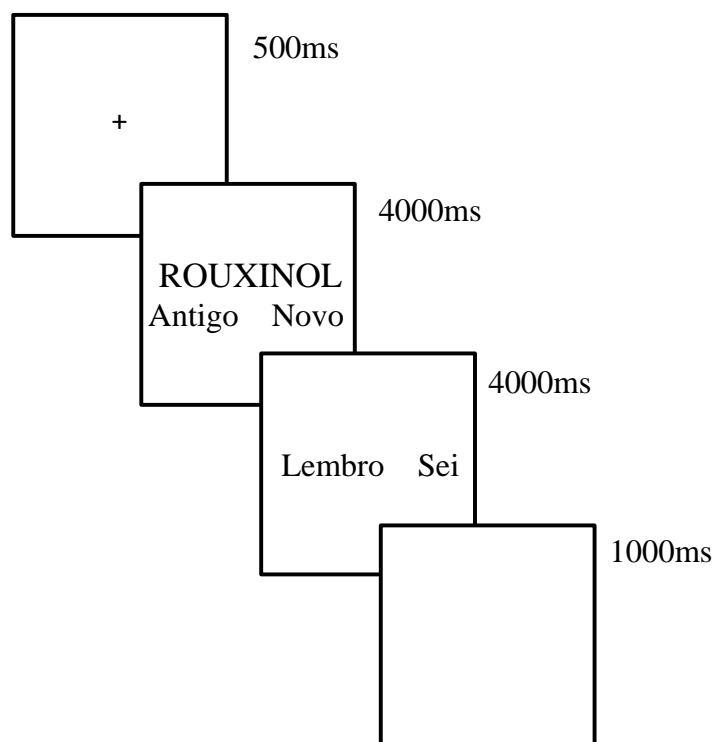 +
500ms
ROUXINOL
Antigo Novo
4000ms
Lembro Sei
4000ms
1000ms